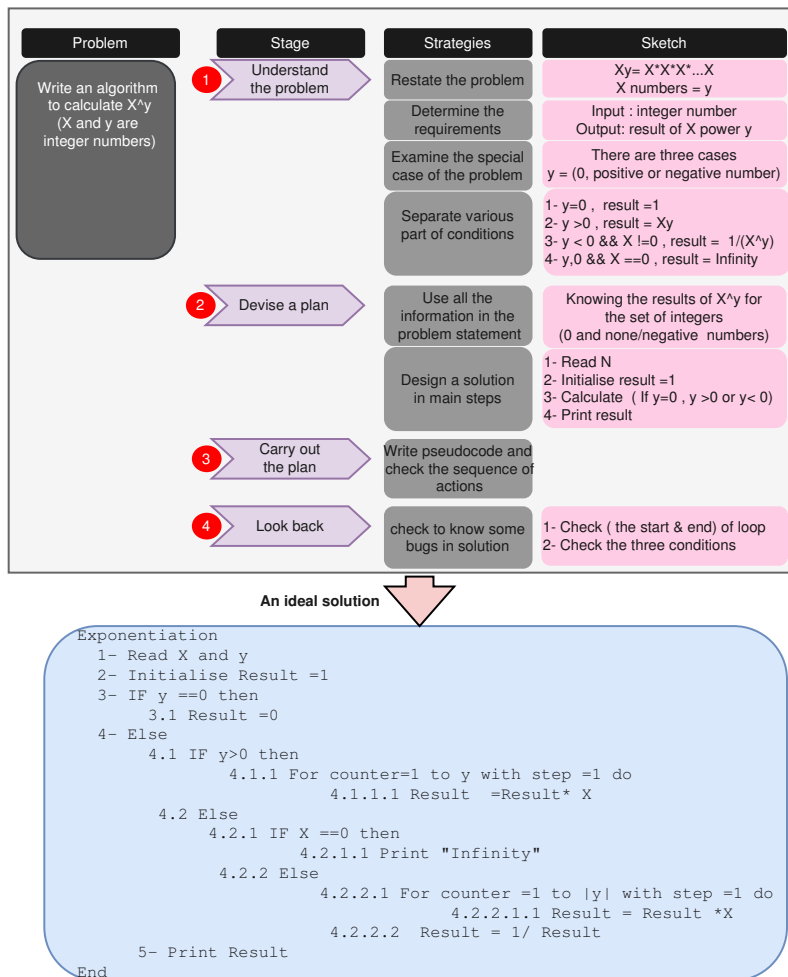 Problem
Stage
Strategies
Sketch
Write an algorithm
to calculate X^y
(X and y are
integer numbers)
1
Understand
the problem
Restate the problem
Xy= X*X*X*...X
X numbers = y
Determine the
requirements
Input : integer number
Output: result of X power y
Examine the special
case of the problem
There are three cases
y = (0, positive or negative number)
Separate various
part of conditions
1- y=0 , result =1
2- y >0 , result = Xy
3- y < 0 && X !=0 , result = 1/(X^y)
4- y,0 && X ==0 , result = Infinity
2
Devise a plan
Use all the
information in the
problem statement
Knowing the results of X^y for
the set of integers
(0 and none/negative numbers)
Design a solution
in main steps
1- Read N
2- Initialise result =1
3- Calculate ( If y=0 , y >0 or y< 0)
4- Print result
3
Carry out
the plan
Write pseudocode and
check the sequence of
actions
4
Look back
check to know some
bugs in solution
1- Check ( the start & end) of loop
2- Check the three conditions
An ideal solution
Exponentiation
1- Read X and y
2- Initialise Result =1
3- IF y ==0 then
3.1 Result =0
4- Else
4.1 IF y>0 then
4.1.1 For counter=1 to y with step =1 do
4.1.1.1 Result =Result* X
4.2 Else
4.2.1 IF X ==0 then
4.2.1.1 Print "Infinity"
4.2.2 Else
4.2.2.1 For counter =1 to |y| with step =1 do
4.2.2.1.1 Result = Result *X
4.2.2.2 Result = 1/ Result
5- Print Result
End